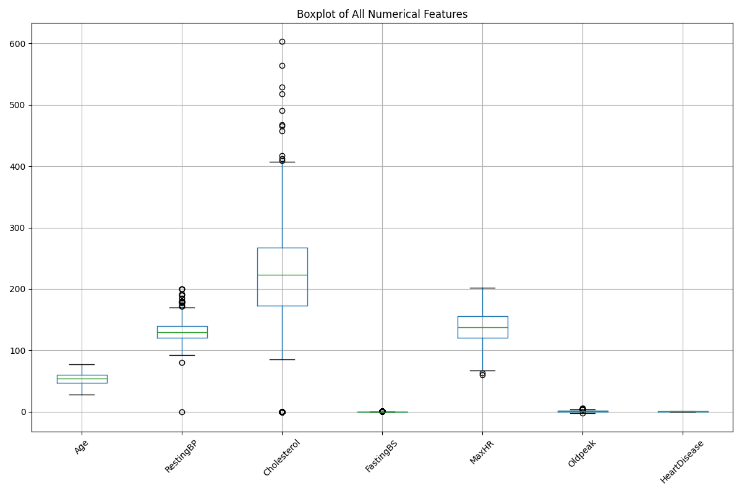 Boxplot of All Numerical Features
600
500
400
300
200
100
0
Age
RestingBP
Cholesterol
FastingBS
MaxHR
Oldpeak
HeartDisease